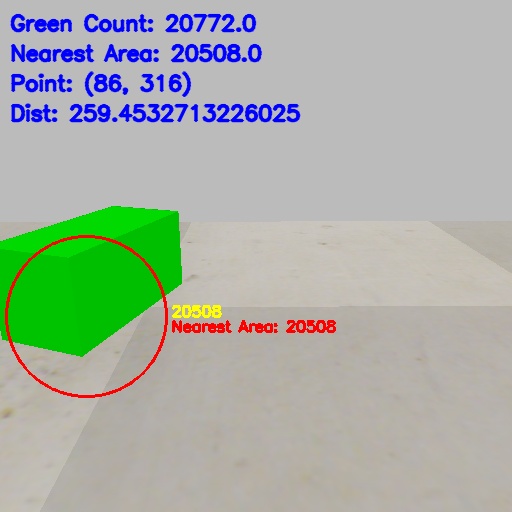 Green Count: 20772.0
Nearest Area: 20508.0
Point: (86, 316)
Dist: 259.4532713226025
20508
Nearest Area: 20508